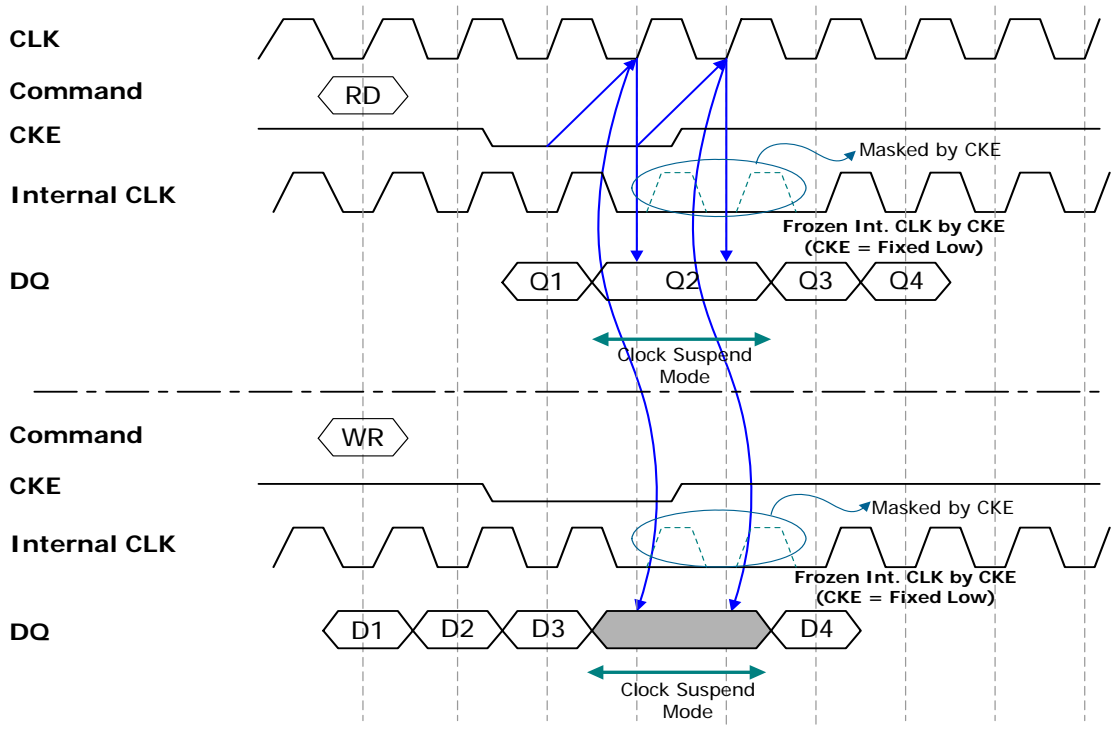 CLK
Command
RD
CKE
Masked by CKE
Internal CLK
Frozen Int. CLK by CKE
(CKE = Fixed Low)
DQ
Q1
Q2
Q3
Q4
Clock Suspend
Mode
Command
WR
CKE
Masked by CKE
Internal CLK
Frozen Int. CLK by CKE
(CKE = Fixed Low)
DQ
D1
D2
D3
D4
Clock Suspend
Mode